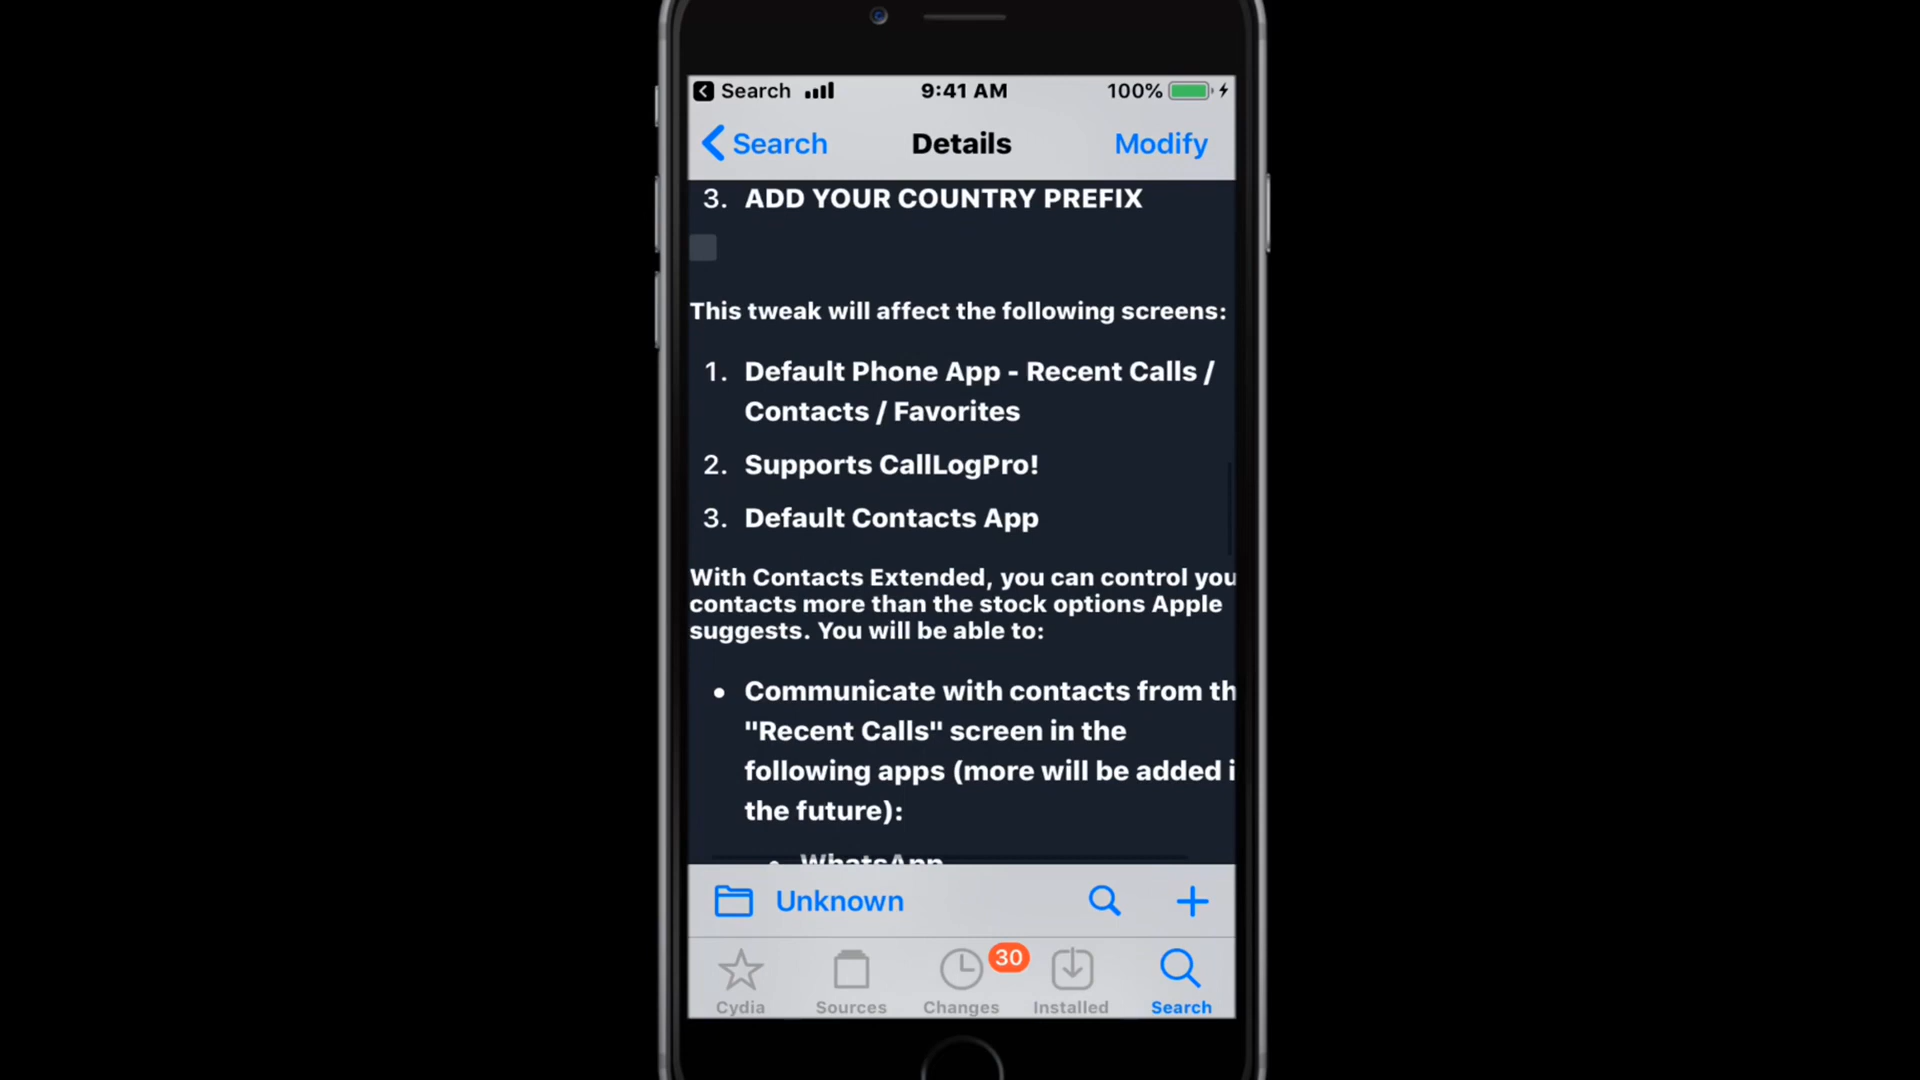 Search
9:41 AM
100%
Search
Details
Modify
3. ADD YOUR COUNTRY PREFIX
This tweak will affect the following screens:
1. Default Phone App - Recent Calls /
Contacts / Favorites
2. Supports CallLogPro!
3. Default Contacts App
With Contacts Extended, you can control you
contacts more than the stock options Apple
suggests. You will be able to:
• Communicate with contacts from th
"Recent Calls" screen in the
following apps (more will be added i
the future):
• WhatsApp
Unknown
30
Cydia
Sources
Changes
Installed
Search